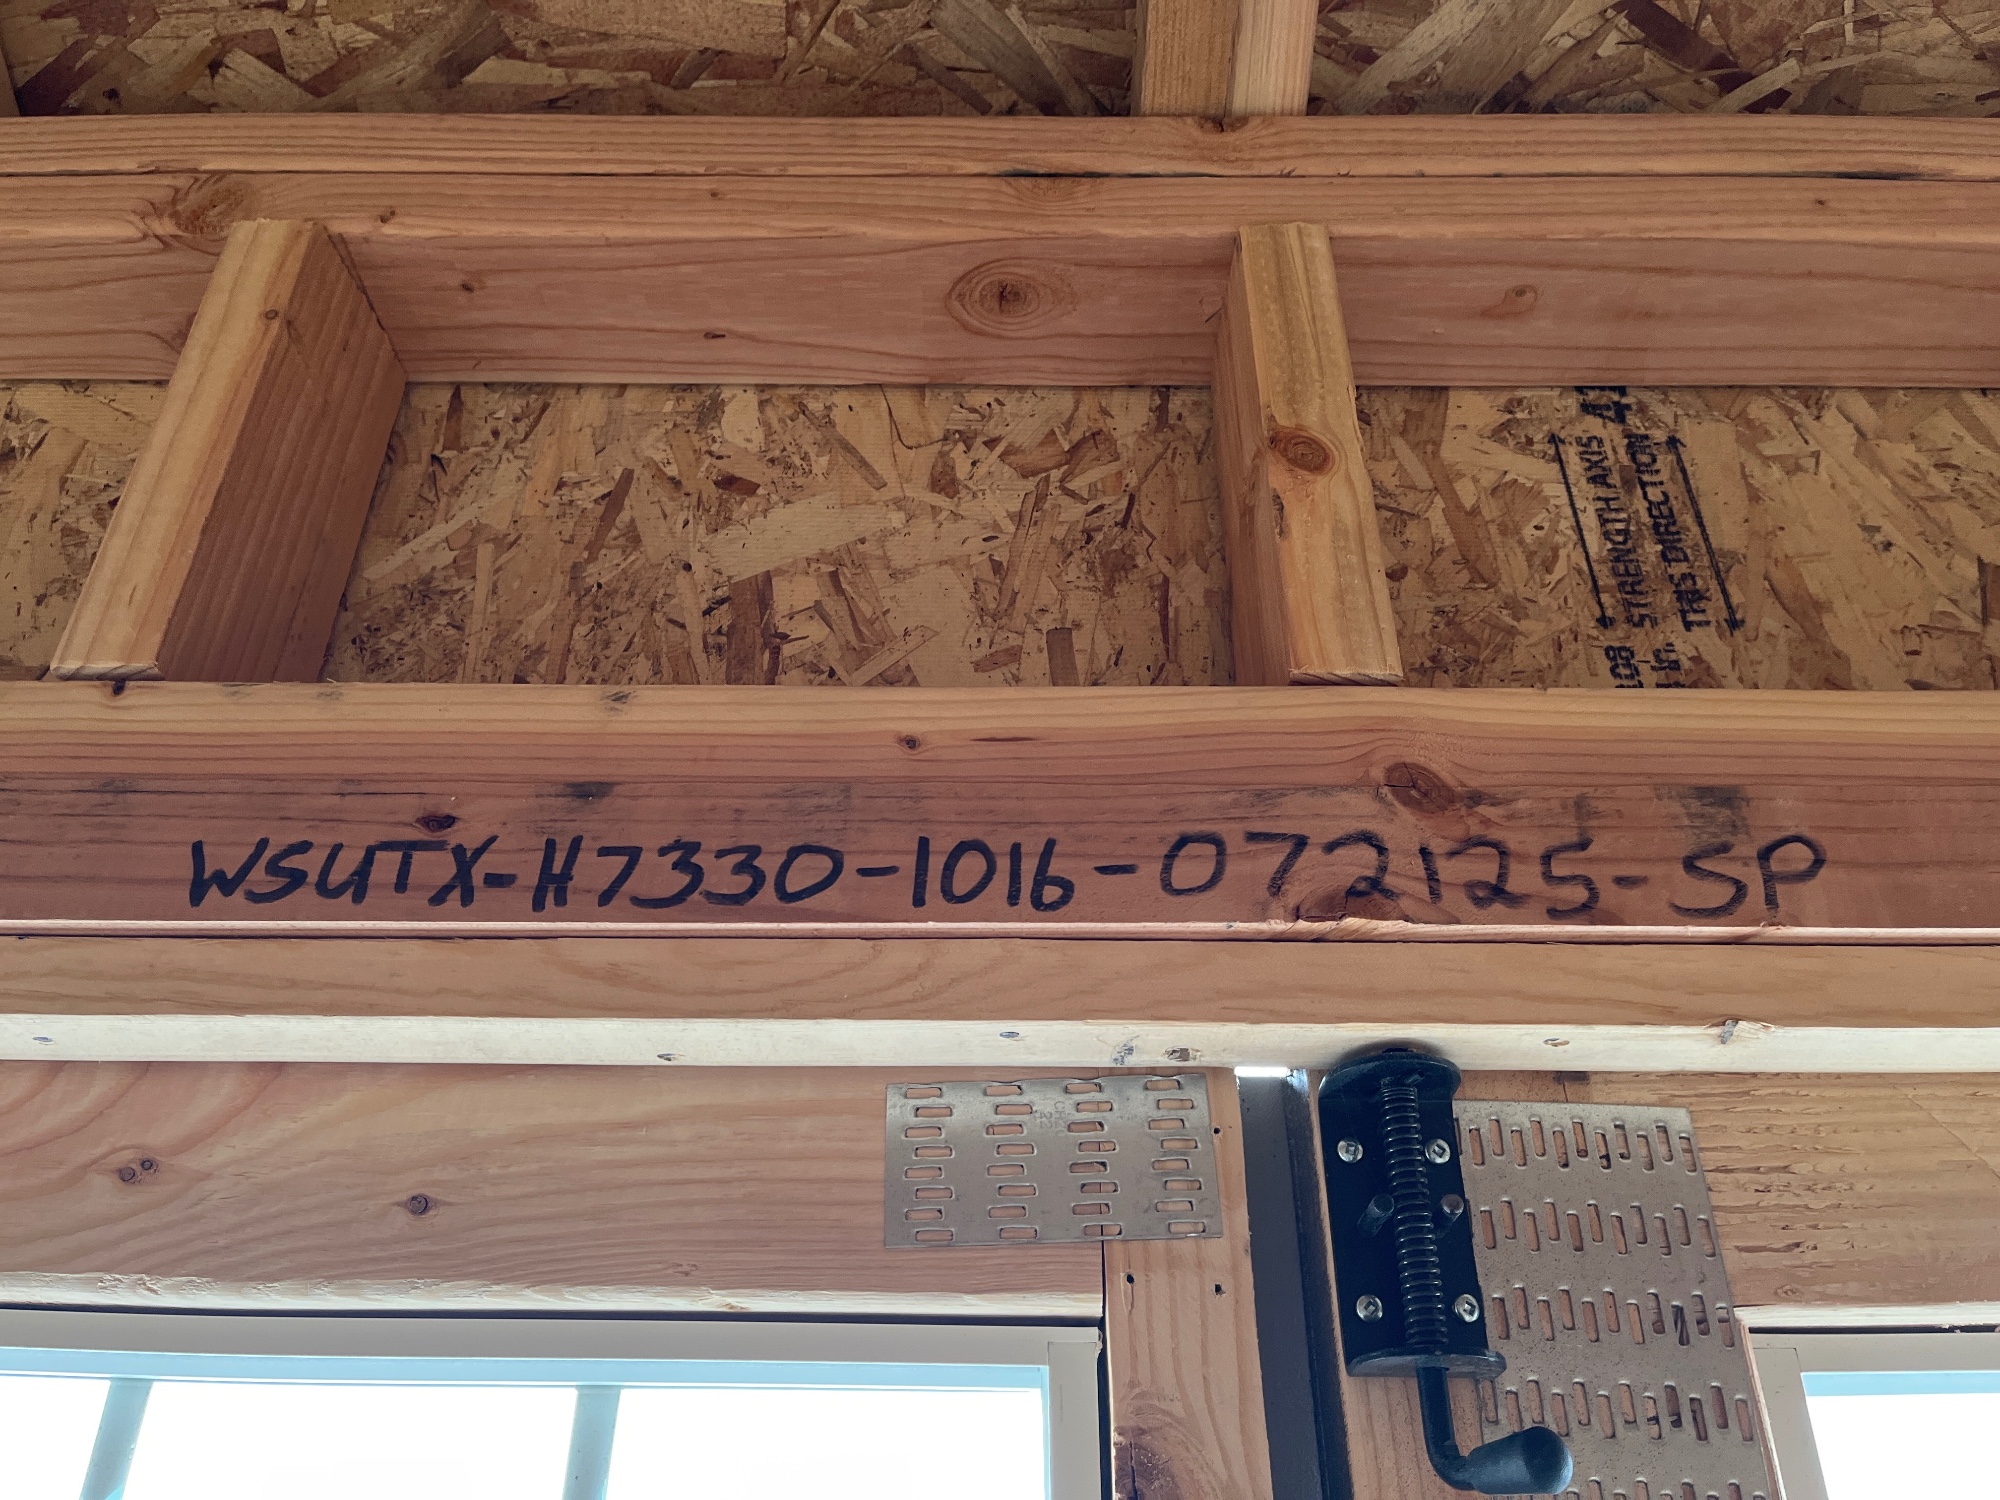 STRENGTH AXIS
THIS DIRECTION
WSUTX-H7330-1016-072125-SP